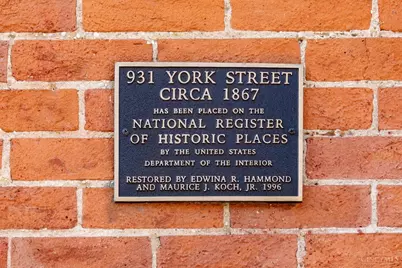 931 YORK STREET
CIRCA 1867
HAS BEEN PLACED ON THE
NATIONAL REGISTER
OF HISTORIC PLACES
BY THE UNITED STATES
DEPARTMENT OF THE INTERIOR
RESTORED BY EDWINA R. HAMMOND
AND MAURICE J. KOCH, JR. 1996